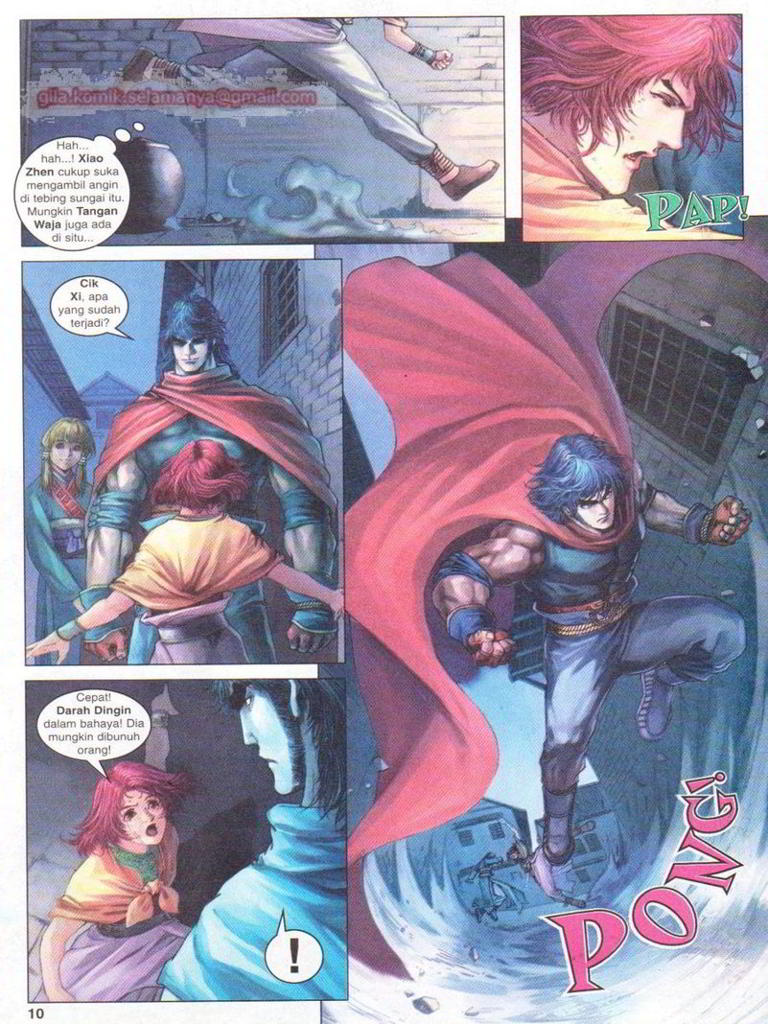 gila.komik.selamanya@gmail.com
Hah...
hah...! Xiao
Zhen cukup suka
mengambil angin
di tebing sungai itu.
Mungkin Tangan
Waja juga ada
di situ...
PAP!
Cik
Xi, apa
yang sudah
terjadi?
Cepat!
Darah Dingin
dalam bahaya! Dia
mungkin dibunuh
orang!
!
PONG!
10